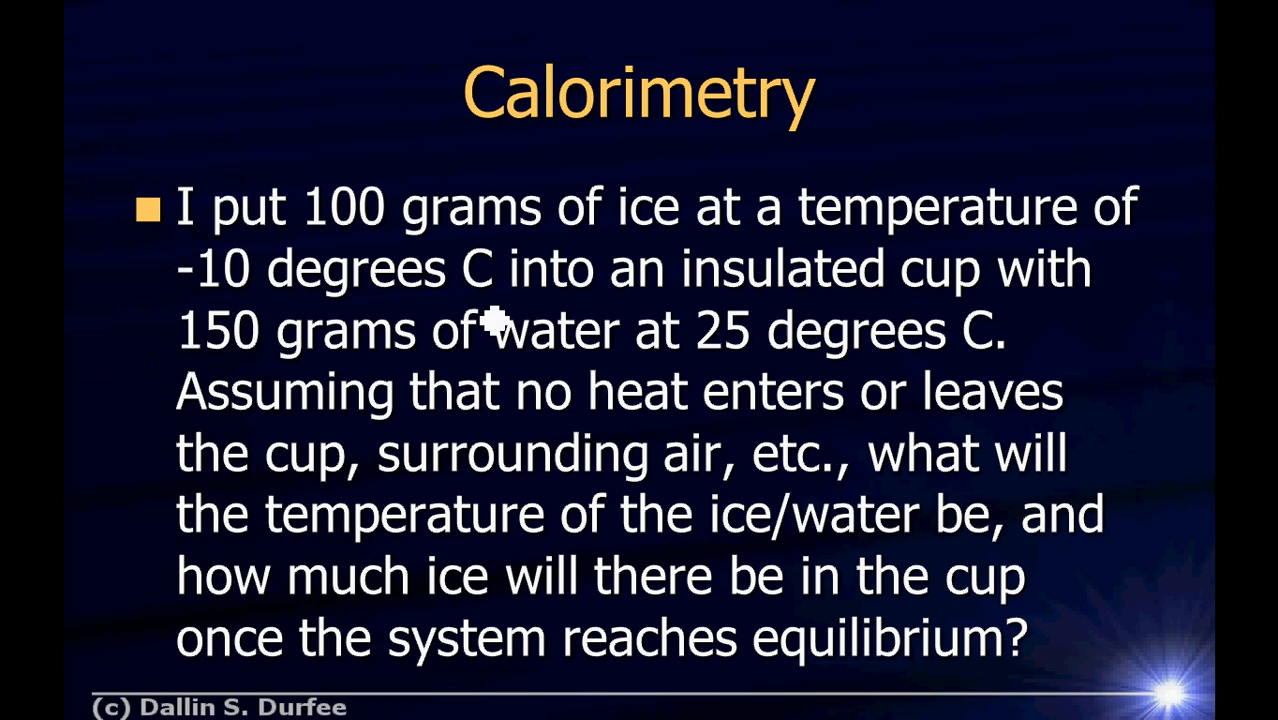 Calorimetry
I put 100 grams of ice at a temperature of
-10 degrees C into an insulated cup with
150 grams of water at 25 degrees C.
Assuming that no heat enters or leaves
the cup, surrounding air, etc., what will
the temperature of the ice/water be, and
how much ice will there be in the cup
once the system reaches equilibrium?
(c) Dallin S. Durfee